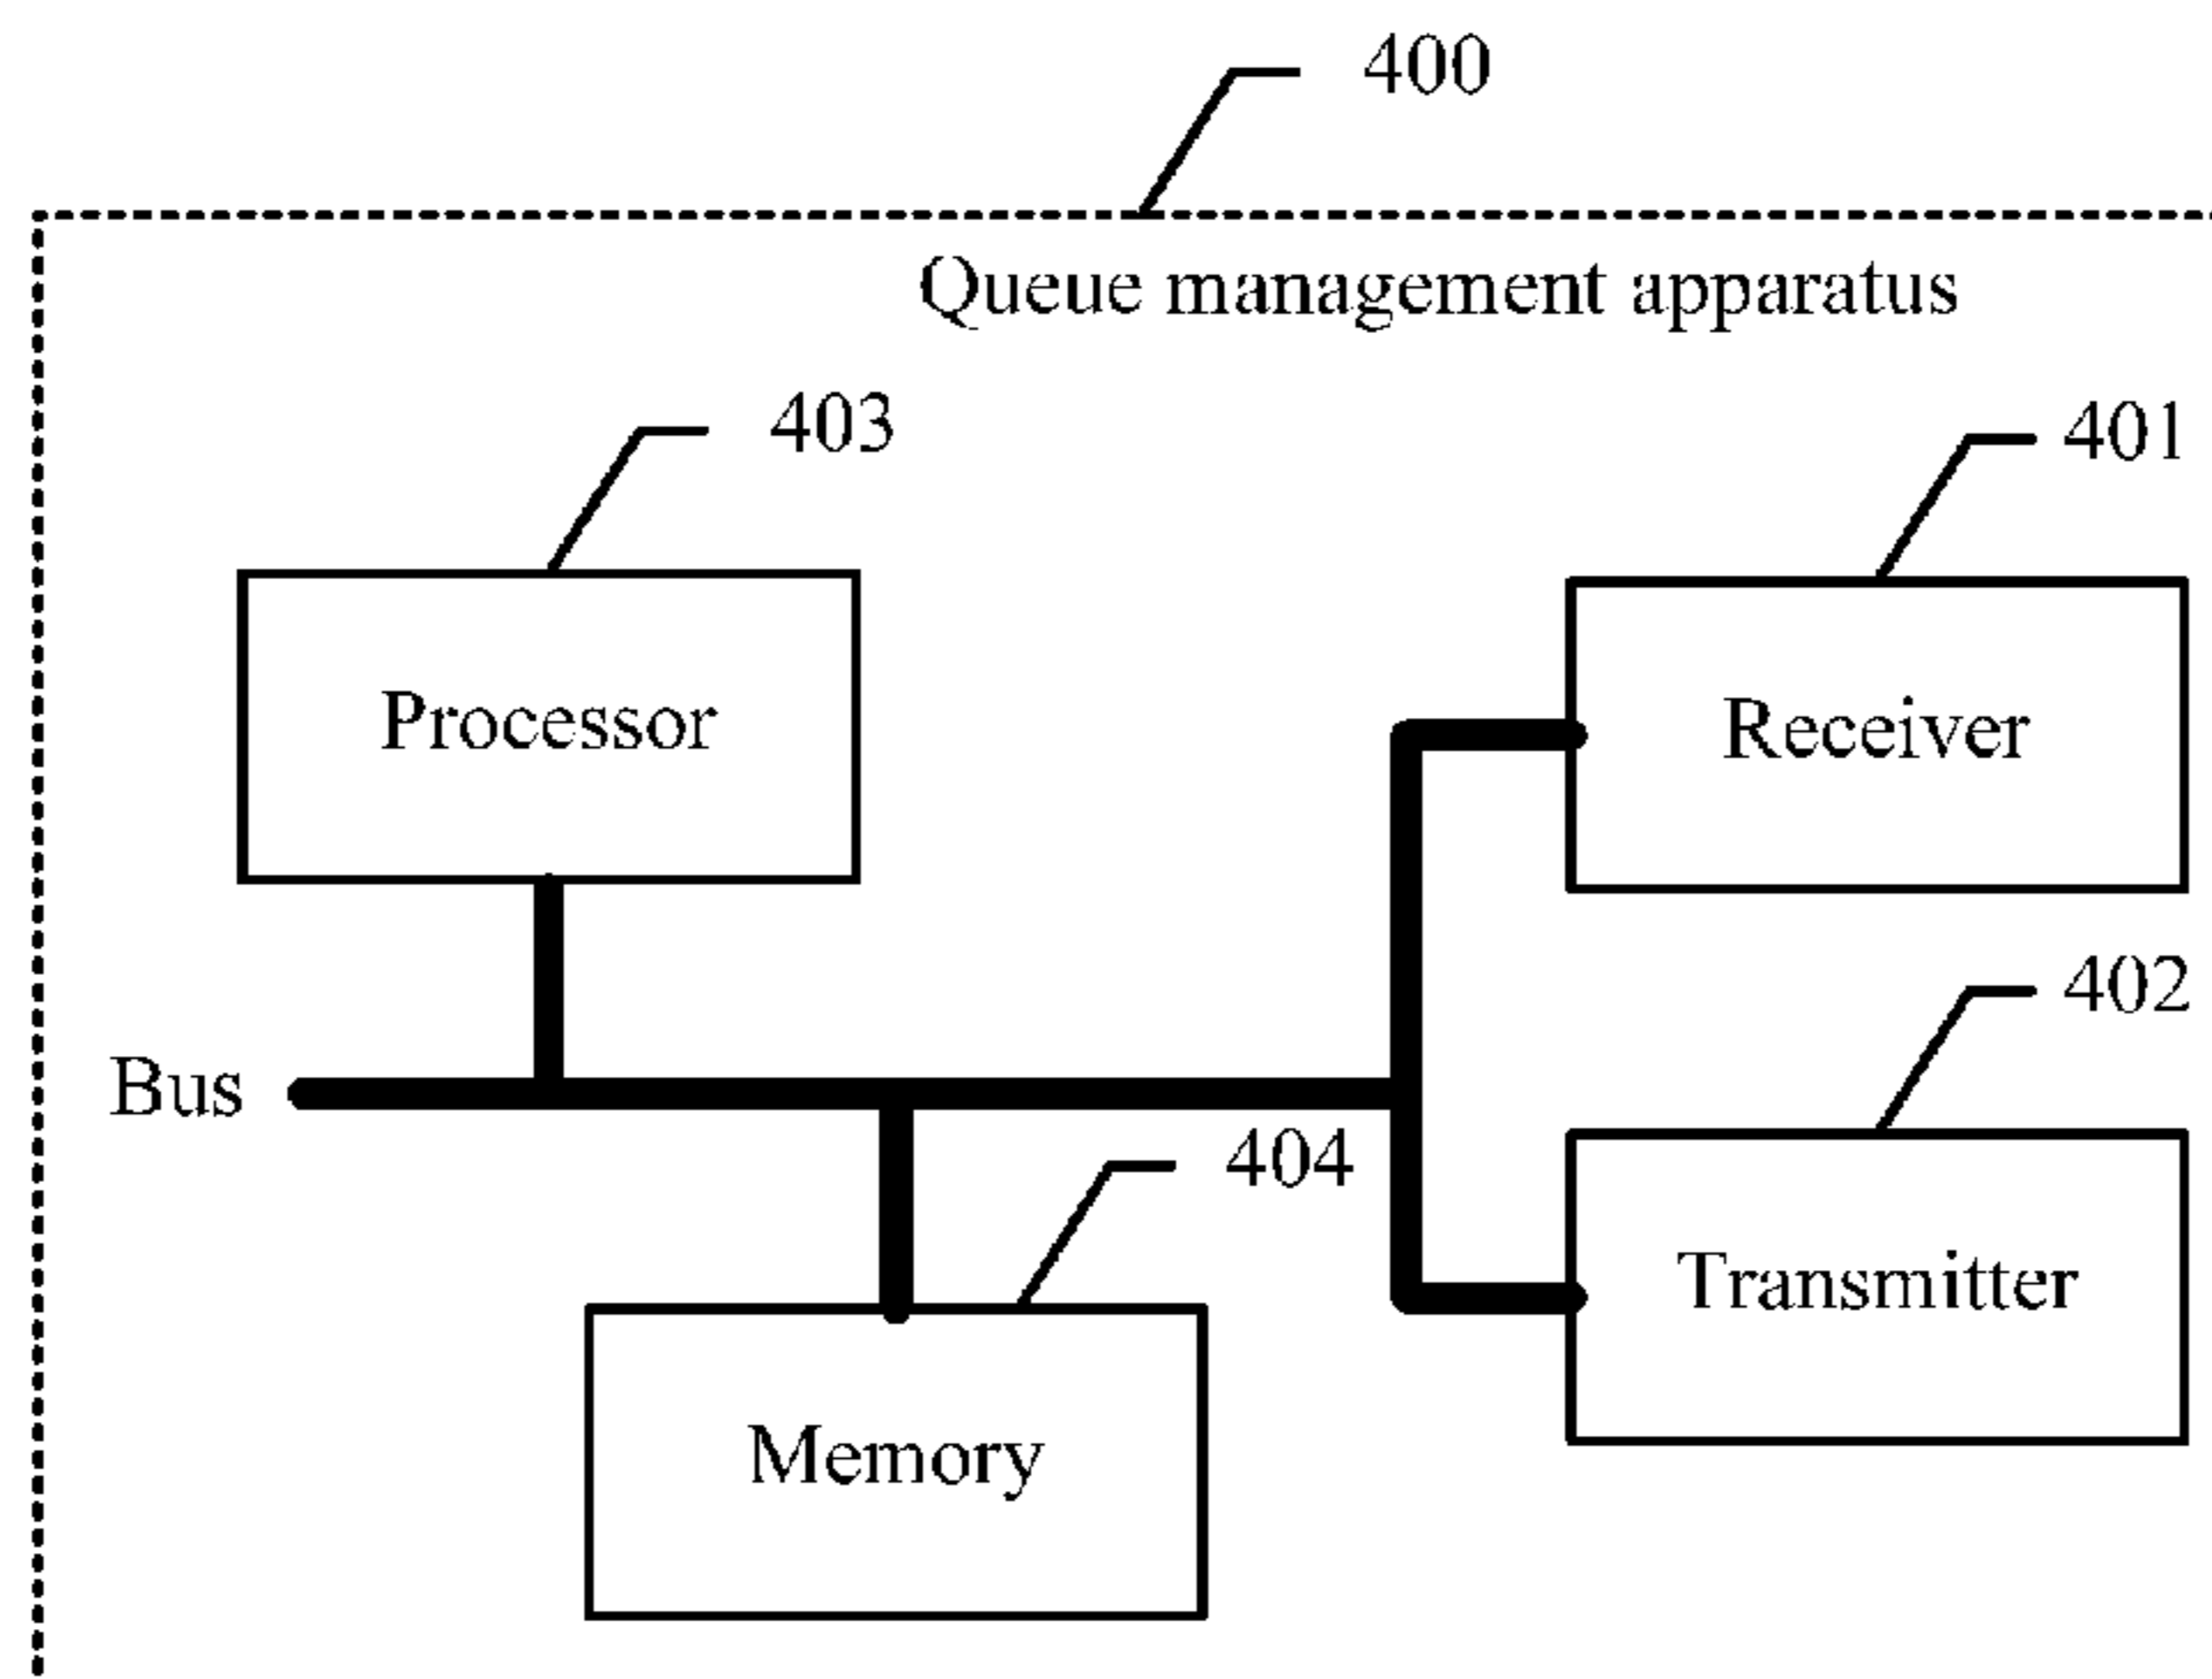 400
Queue management apparatus
403
401
Processor
Receiver
402
Bus
404
Transmitter
Memory